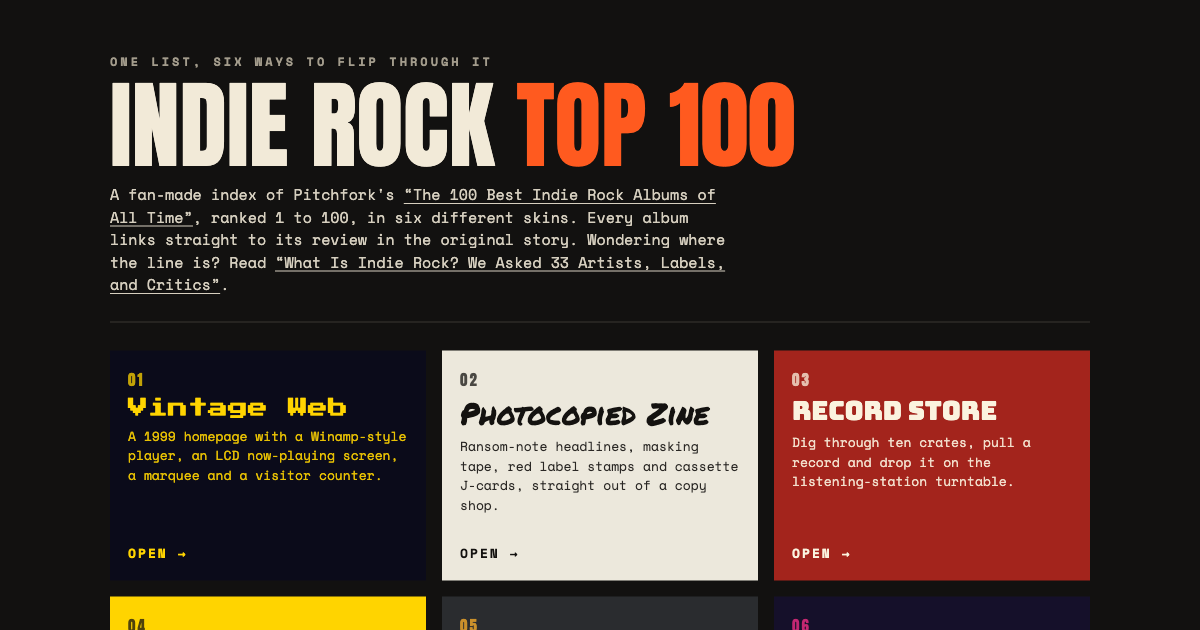 ONE LIST, SIX WAYS TO FLIP THROUGH IT
INDIE ROCK TOP 100
A fan-made index of Pitchfork's “The 100 Best Indie Rock Albums of
All Time”, ranked 1 to 100, in six different skins. Every album
links straight to its review in the original story. Wondering where
the line is? Read “What Is Indie Rock? We Asked 33 Artists, Labels,
and Critics”.
01
Vintage Web
A 1999 homepage with a Winamp-style
player, an LCD now-playing screen,
a marquee and a visitor counter.
OPEN →
02
PHOTOCOPIED ZINE
Ransom-note headlines, masking
tape, red label stamps and cassette
J-cards, straight out of a copy
shop.
OPEN →
03
RECORD STORE
Dig through ten crates, pull a
record and drop it on the
listening-station turntable.
OPEN →
04
05
06